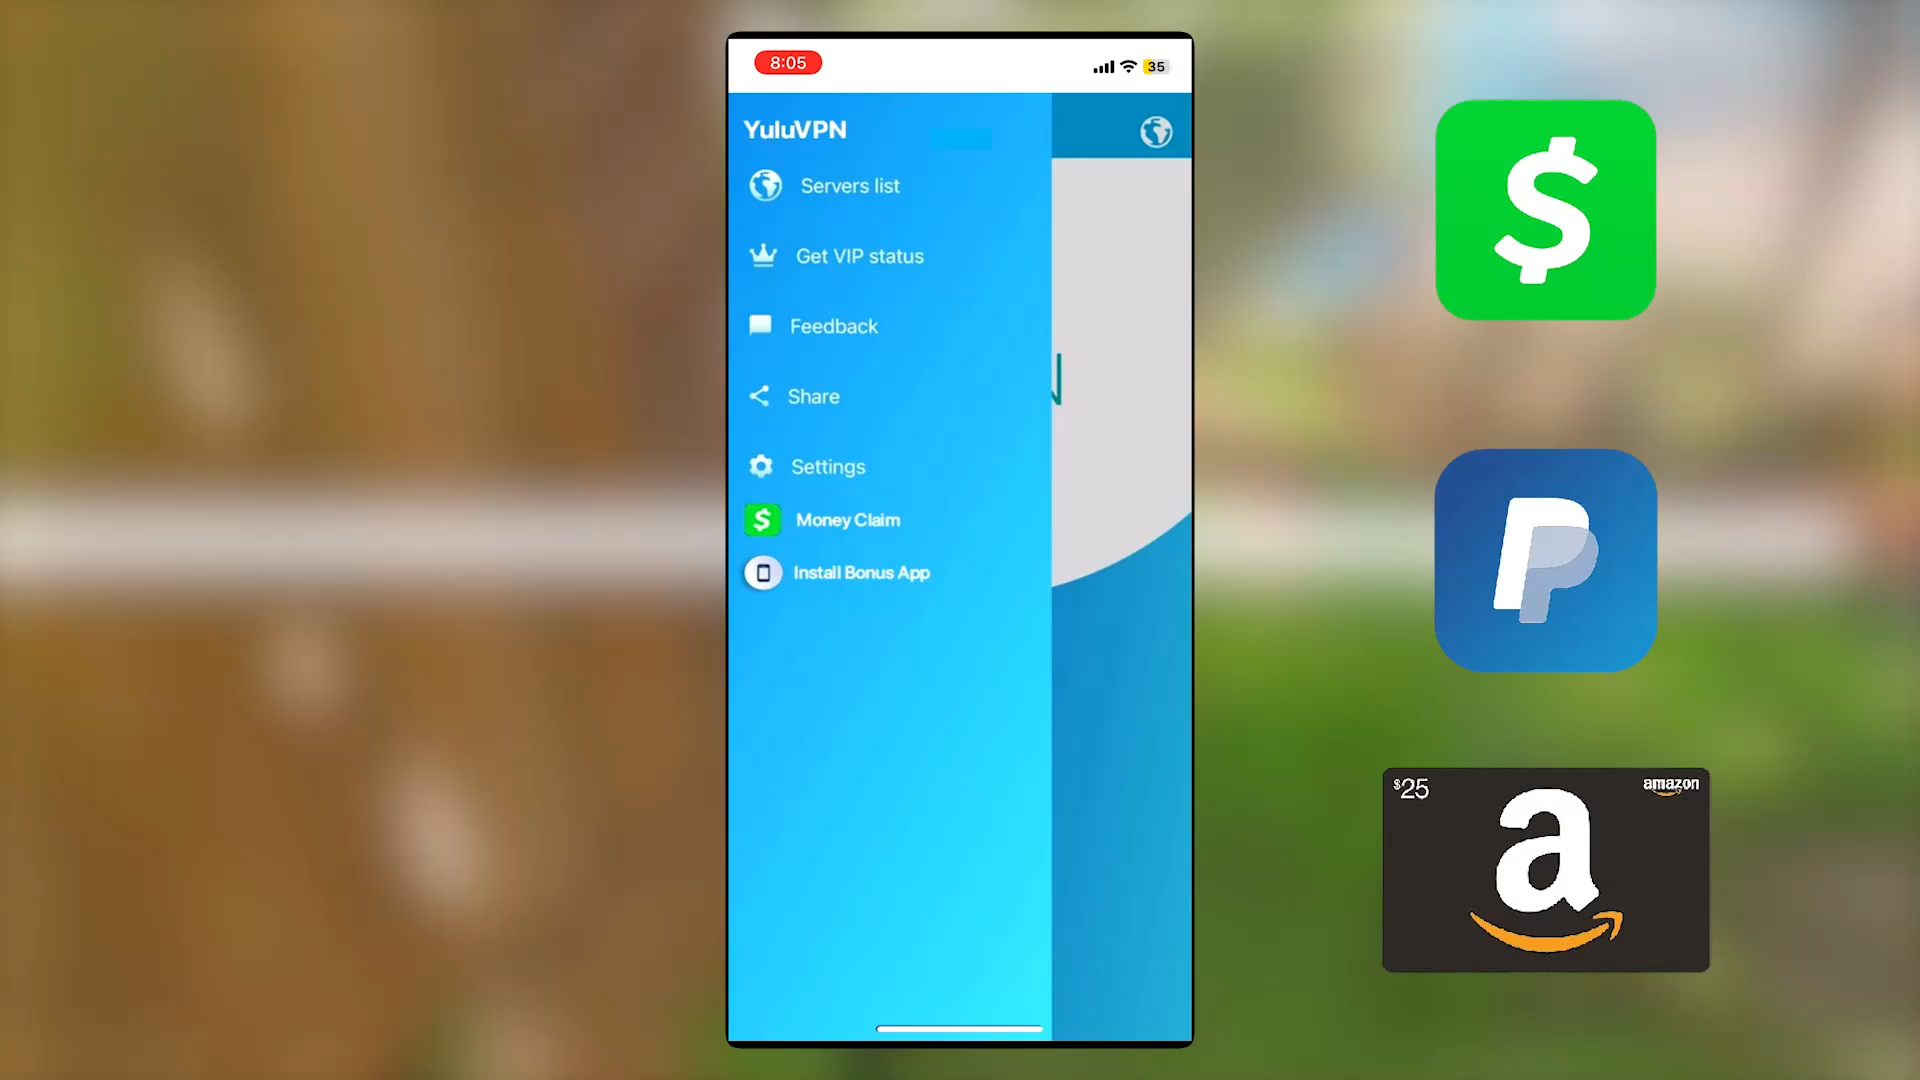 8:05
35
YuluVPN
Servers list
Get VIP status
Feedback
Share
Settings
$
Money Claim
Install Bonus App
N
$
$25
amazon
a